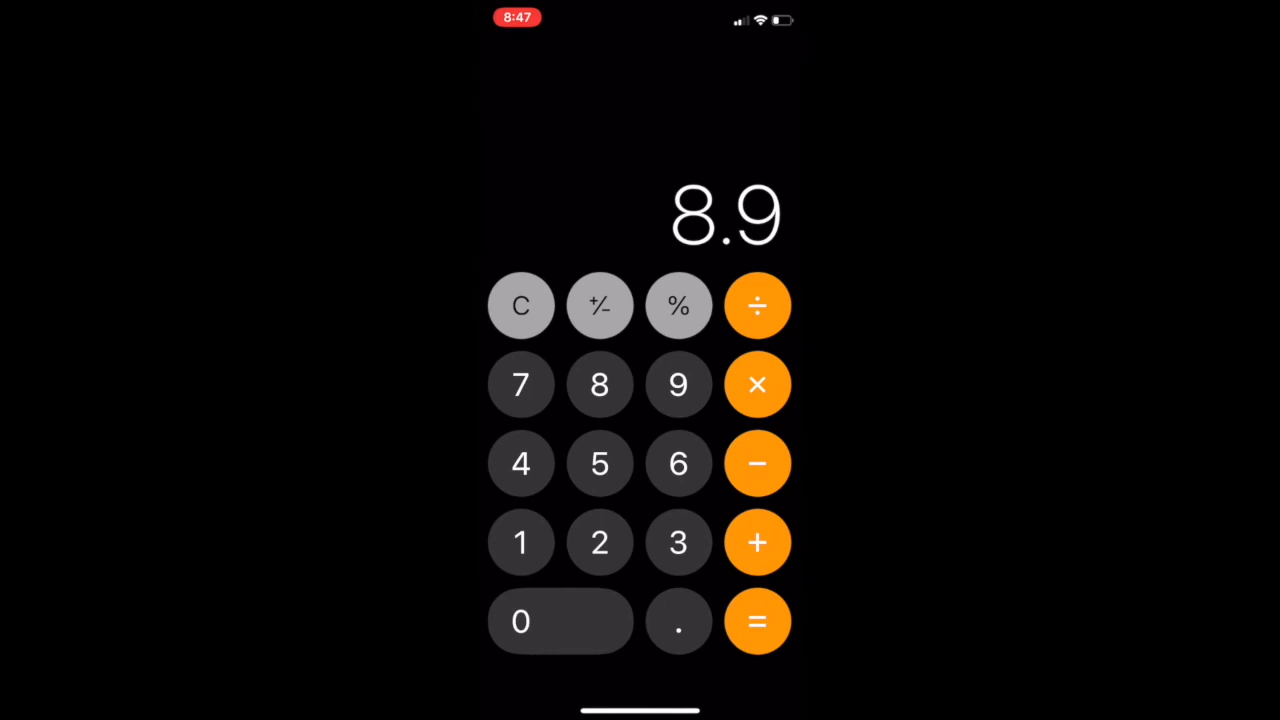 8:47
8.9
C +/− % ÷
7 8 9 ×
4 5 6 −
1 2 3 +
0 . =